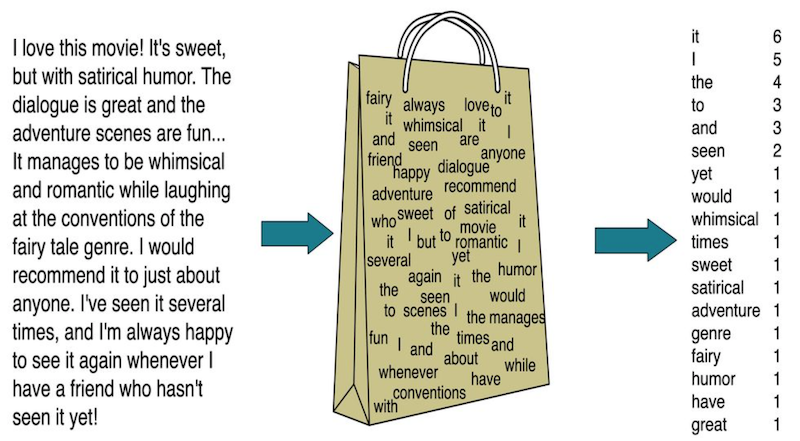 I love this movie! It's sweet,
but with satirical humor. The
dialogue is great and the
adventure scenes are fun...
It manages to be whimsical
and romantic while laughing
at the conventions of the
fairy tale genre. I would
recommend it to just about
anyone. I've seen it several
times, and I'm always happy
to see it again whenever I
have a friend who hasn't
seen it yet!
fairy always love to it
it whimsical it I
and seen are anyone
friend happy dialogue
adventure recommend
who sweet of satirical it
it I but to movie romantic I
several yet
again it the humor
the seen would
to scenes I the manages
fun I and the times and
whenever about while
have
conventions
with
it 6
I 5
the 4
to 3
and 3
seen 2
yet 1
would 1
whimsical 1
times 1
sweet 1
satirical 1
adventure 1
genre 1
fairy 1
humor 1
have 1
great 1